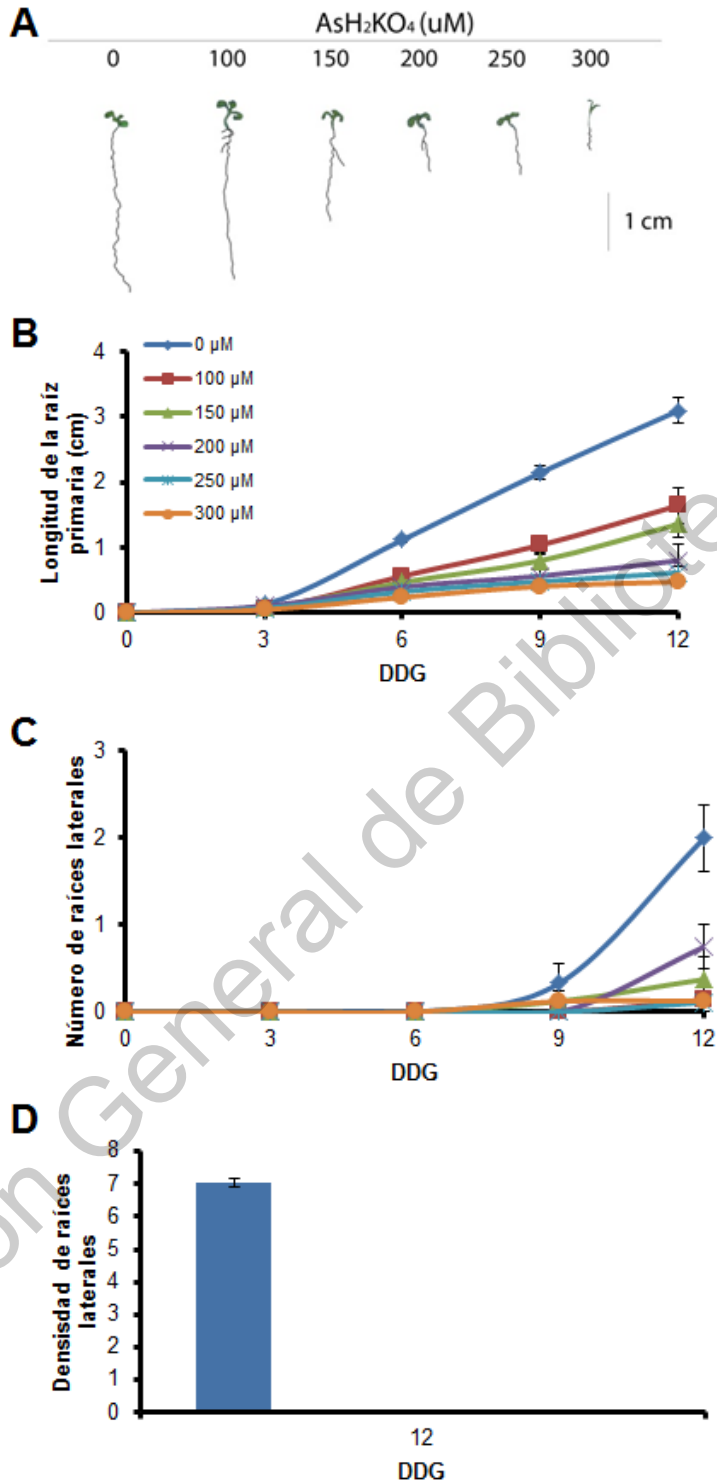 A
AsH₂KO₄ (uM)
0 100 150 200 250 300
1 cm
B
Longitud de la raíz
primaria (cm)
4
3
2
1
0
0 µM
100 µM
150 µM
200 µM
250 µM
300 µM
0 3 6 9 12
DDG
C
Número de raíces laterales
3
2
1
0
0 3 6 9 12
DDG
D
Densisdad de raíces
laterales
8
7
6
5
4
3
2
1
0
12
DDG
General de Bibliote